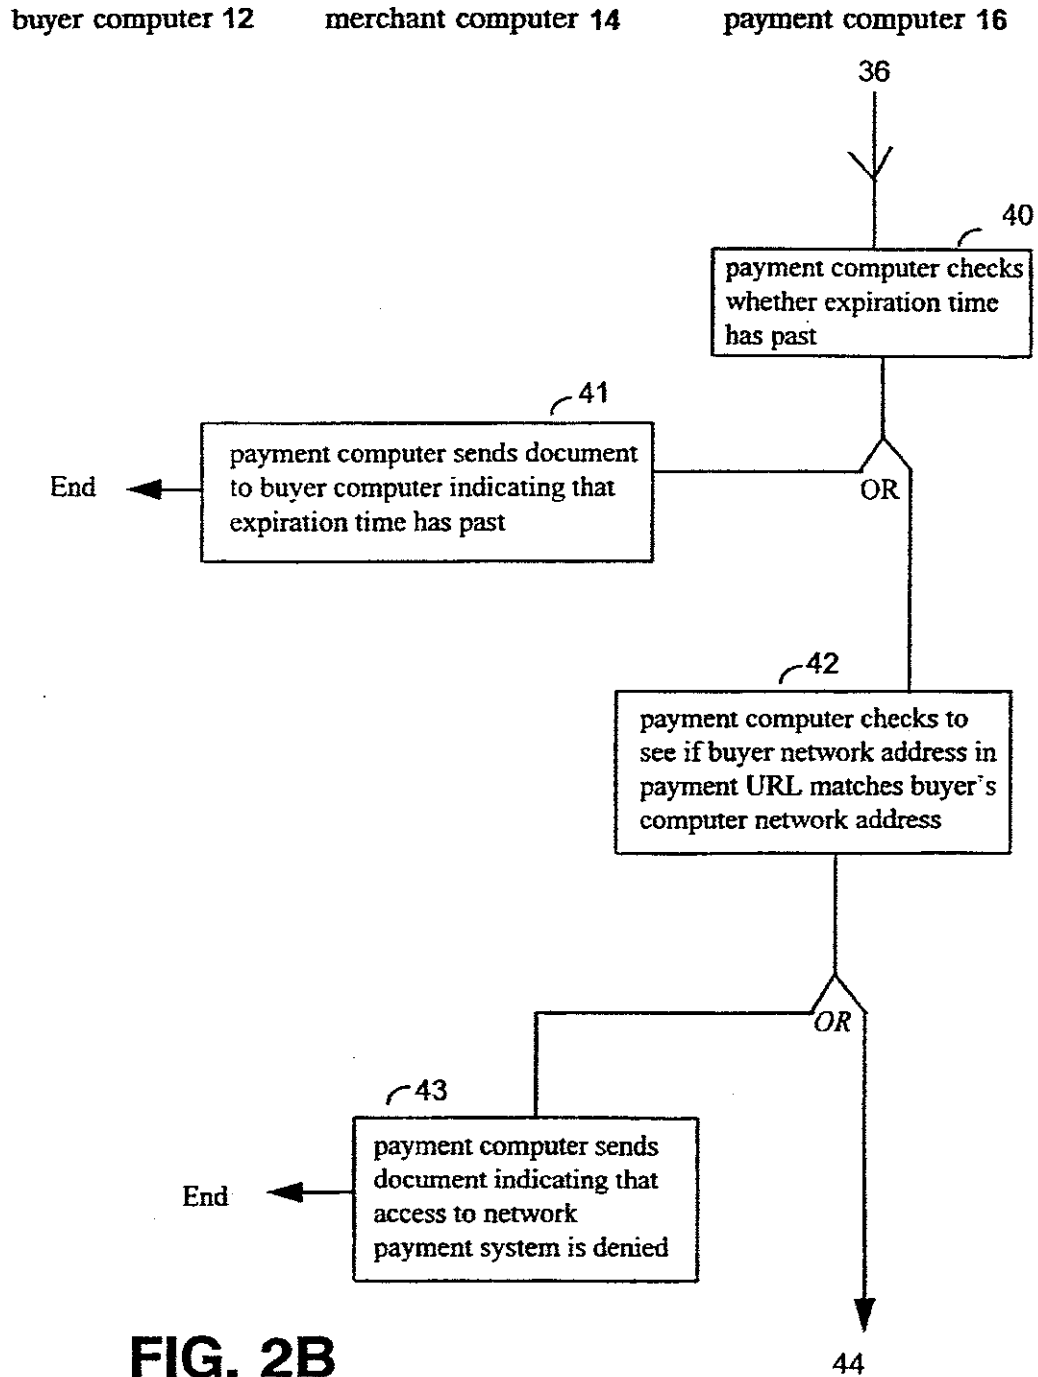 buyer computer 12 merchant computer 14 payment computer 16
36
40
payment computer checks
whether expiration time
has past
41
payment computer sends document
to buyer computer indicating that
expiration time has past
End
OR
42
payment computer checks to
see if buyer network address in
payment URL matches buyer's
computer network address
OR
43
payment computer sends
document indicating that
access to network
payment system is denied
End
44
FIG. 2B